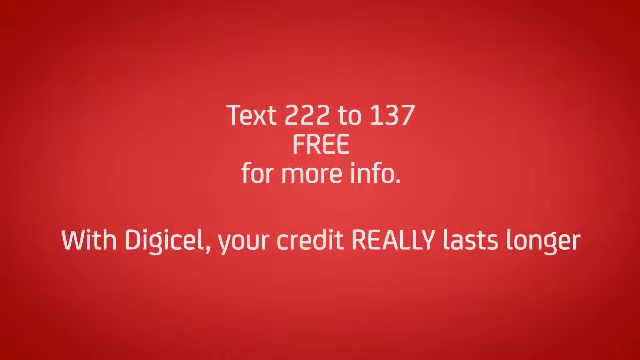 Text 222 to 137
FREE
for more info.
With Digicel, your credit REALLY lasts longer